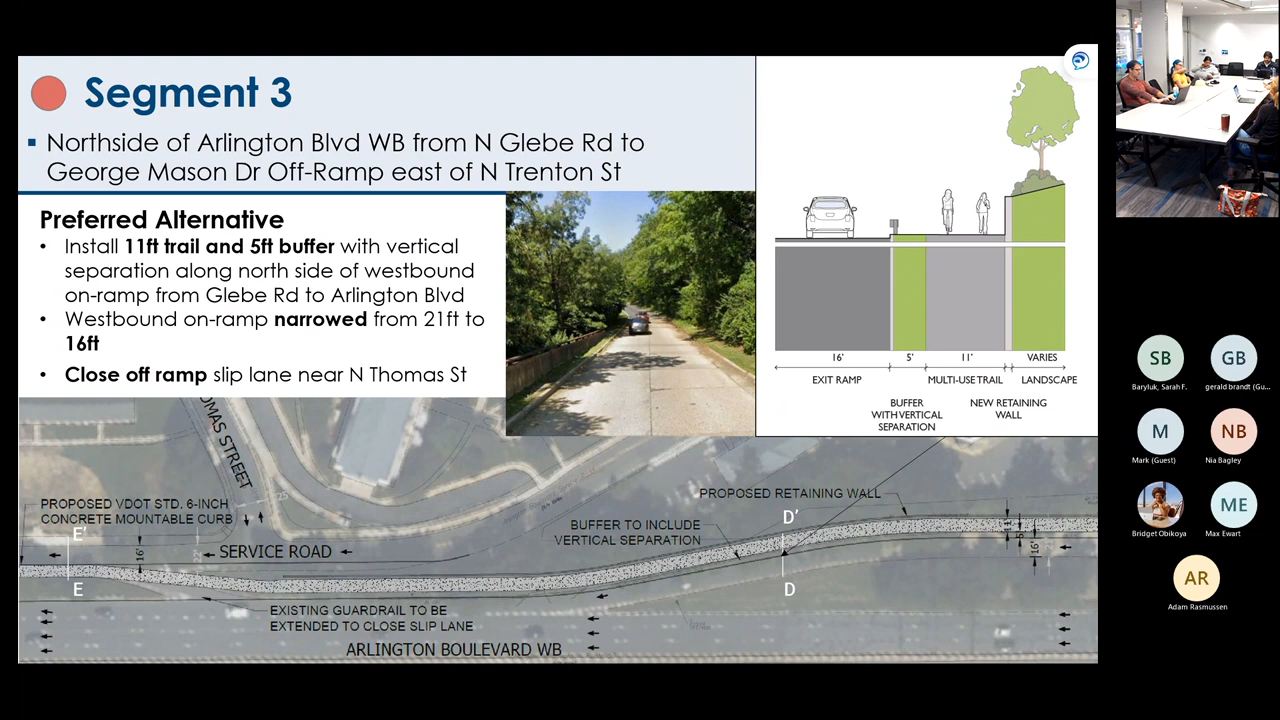 Segment 3
Northside of Arlington Blvd WB from N Glebe Rd to
George Mason Dr Off-Ramp east of N Trenton St
Preferred Alternative
• Install 11ft trail and 5ft buffer with vertical
separation along north side of westbound
on-ramp from Glebe Rd to Arlington Blvd
• Westbound on-ramp narrowed from 21ft to
16ft
• Close off ramp slip lane near N Thomas St
16' 5' 11' VARIES
EXIT RAMP MULTI-USE TRAIL LANDSCAPE
BUFFER
WITH VERTICAL
SEPARATION
NEW RETAINING
WALL
OMAS STREET
PROPOSED VDOT STD. 6-INCH
CONCRETE MOUNTABLE CURB
E'
E
16'
SERVICE ROAD
EXISTING GUARDRAIL TO BE
EXTENDED TO CLOSE SLIP LANE
ARLINGTON BOULEVARD WB
BUFFER TO INCLUDE
VERTICAL SEPARATION
PROPOSED RETAINING WALL
D'
D
16'
SB
Baryluk, Sarah F.
GB
gerald brandt (Gu...
M
Mark (Guest)
NB
Nia Bagley
Bridget Obikoya
ME
Max Ewart
AR
Adam Rasmussen